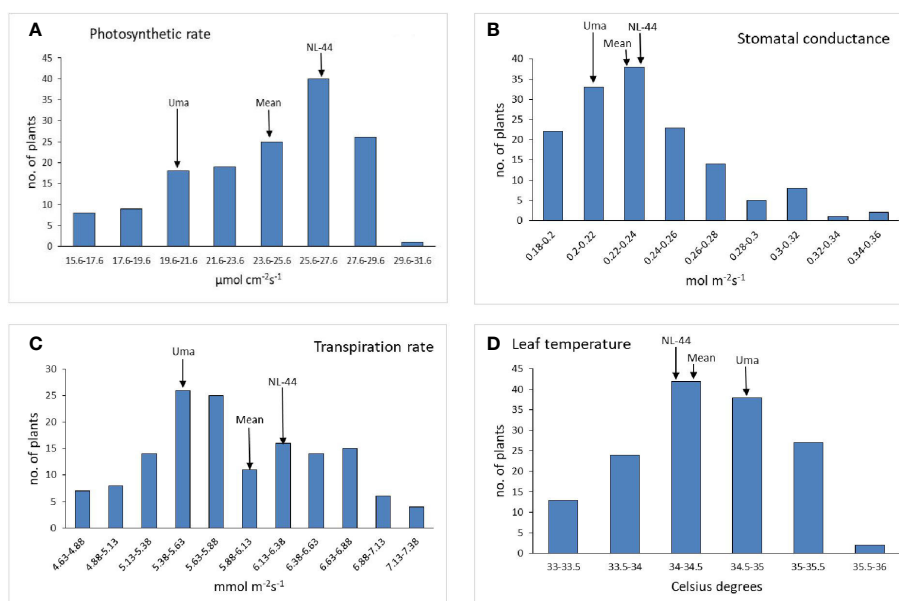 A
Photosynthetic rate
NL-44
Uma
Mean
45
40
35
30
25
20
15
10
5
0
no. of plants
15.6-17.6 17.6-19.6 19.6-21.6 21.6-23.6 23.6-25.6 25.6-27.6 27.6-29.6 29.6-31.6
µmol cm⁻²s⁻¹
B
Stomatal conductance
Uma
NL-44
Mean
40
35
30
25
20
15
10
5
0
no. of plants
0.18-0.2 0.2-0.22 0.22-0.24 0.24-0.26 0.26-0.28 0.28-0.3 0.3-0.32 0.32-0.34 0.34-0.36
mol m⁻²s⁻¹
C
Transpiration rate
Uma
NL-44
Mean
30
25
20
15
10
5
0
no. of plants
4.63-4.88 4.88-5.13 5.13-5.38 5.38-5.63 5.63-5.88 5.88-6.13 6.13-6.38 6.38-6.63 6.63-6.88 6.88-7.13 7.13-7.38
mmol m⁻²s⁻¹
D
Leaf temperature
NL-44
Mean
Uma
45
40
35
30
25
20
15
10
5
0
no. of plants
33-33.5 33.5-34 34-34.5 34.5-35 35-35.5 35.5-36
Celsius degrees